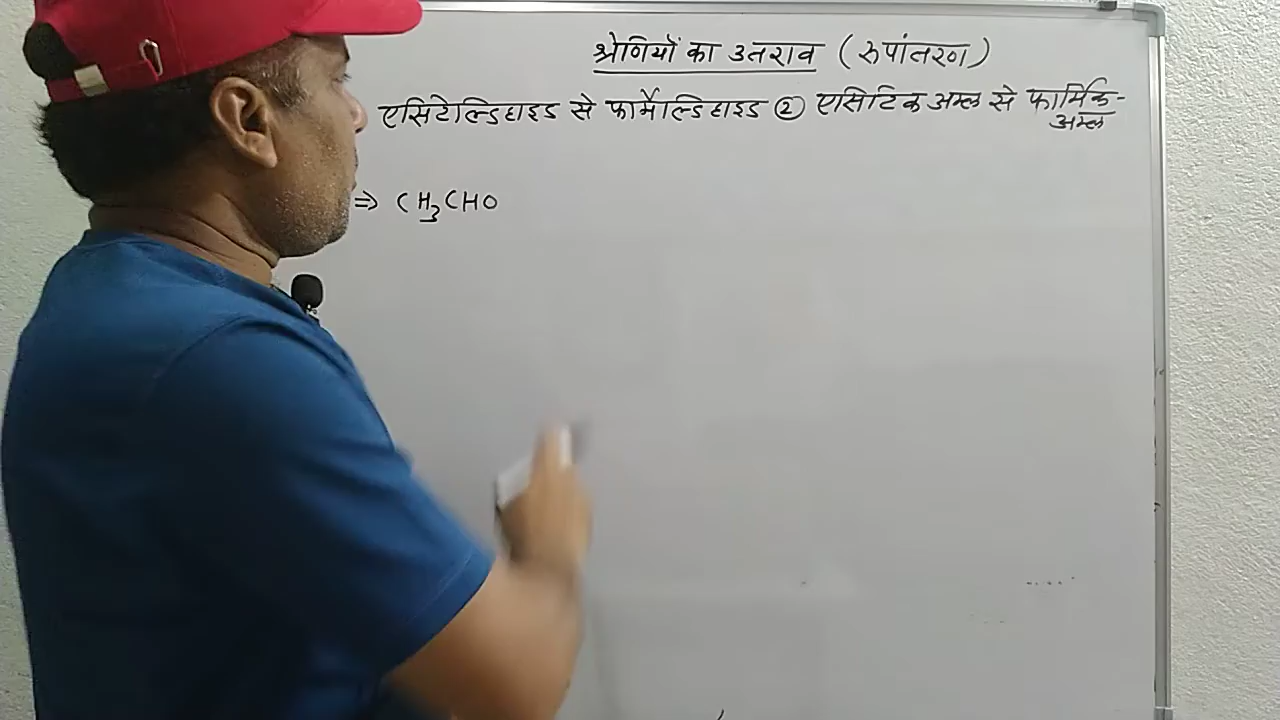 श्रेणियों का उतराव (रूपांतरण)
एसिटेल्डिहाइड से फार्मेल्डिहाइड ② एसिटिक अम्ल से फार्मिक-
अम्ल
⇒ CH₃CHO